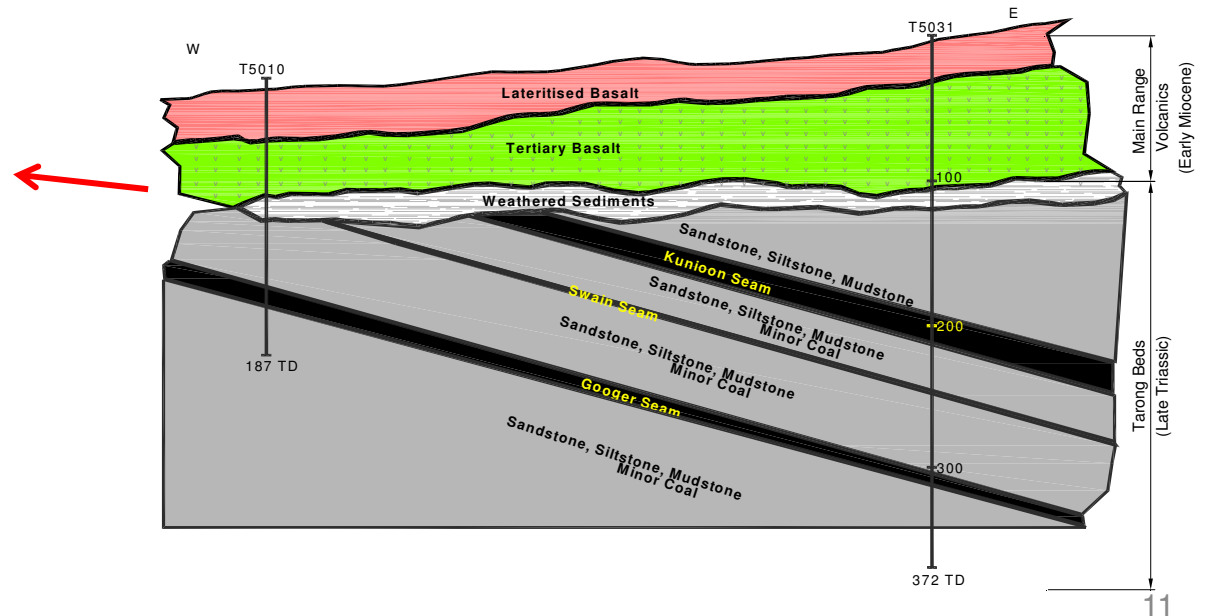 W
E
T5010
T5031
Lateritised Basalt
Tertiary Basalt
Weathered Sediments
100
Sandstone, Siltstone, Mudstone
Kunioon Seam
Sandstone, Siltstone, Mudstone
Minor Coal
200
Swain Seam
Sandstone, Siltstone, Mudstone
Minor Coal
Googer Seam
Sandstone, Siltstone, Mudstone
Minor Coal
300
187 TD
372 TD
Main Range
Volcanics
(Early Miocene)
Tarong Beds
(Late Triassic)
11